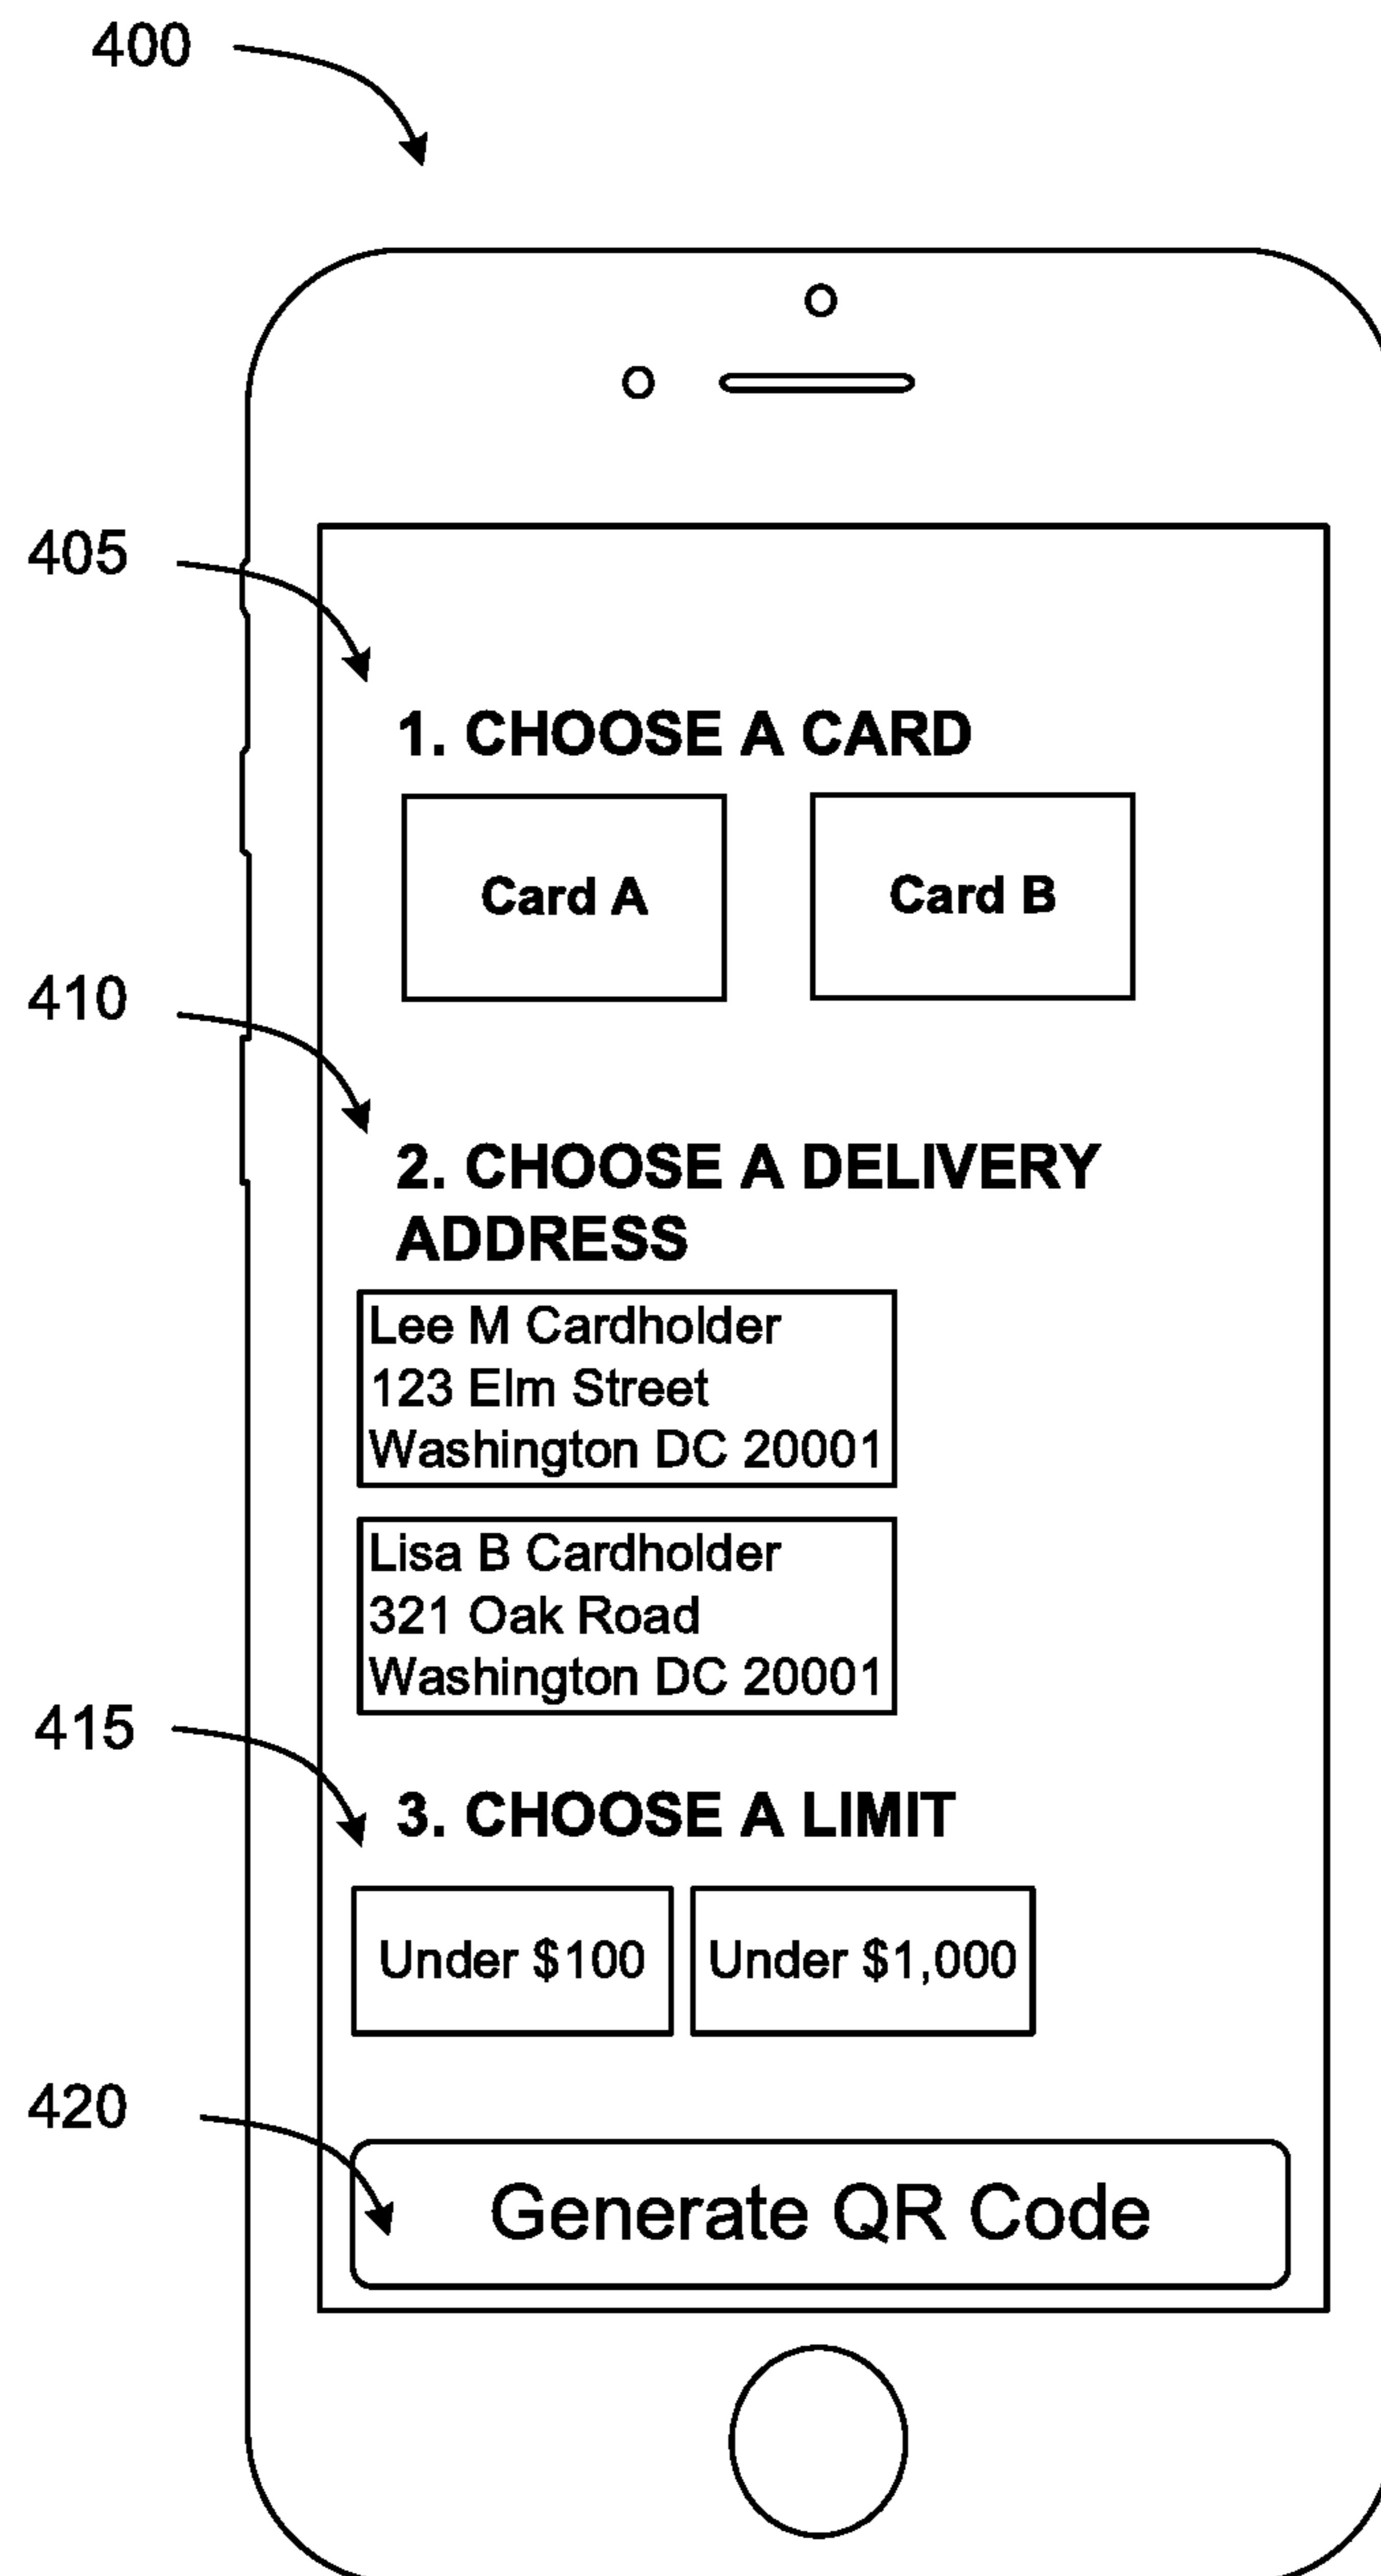 400
405
1. CHOOSE A CARD
Card A
Card B
410
2. CHOOSE A DELIVERY
ADDRESS
Lee M Cardholder
123 Elm Street
Washington DC 20001
Lisa B Cardholder
321 Oak Road
Washington DC 20001
415
3. CHOOSE A LIMIT
Under $100
Under $1,000
420
Generate QR Code